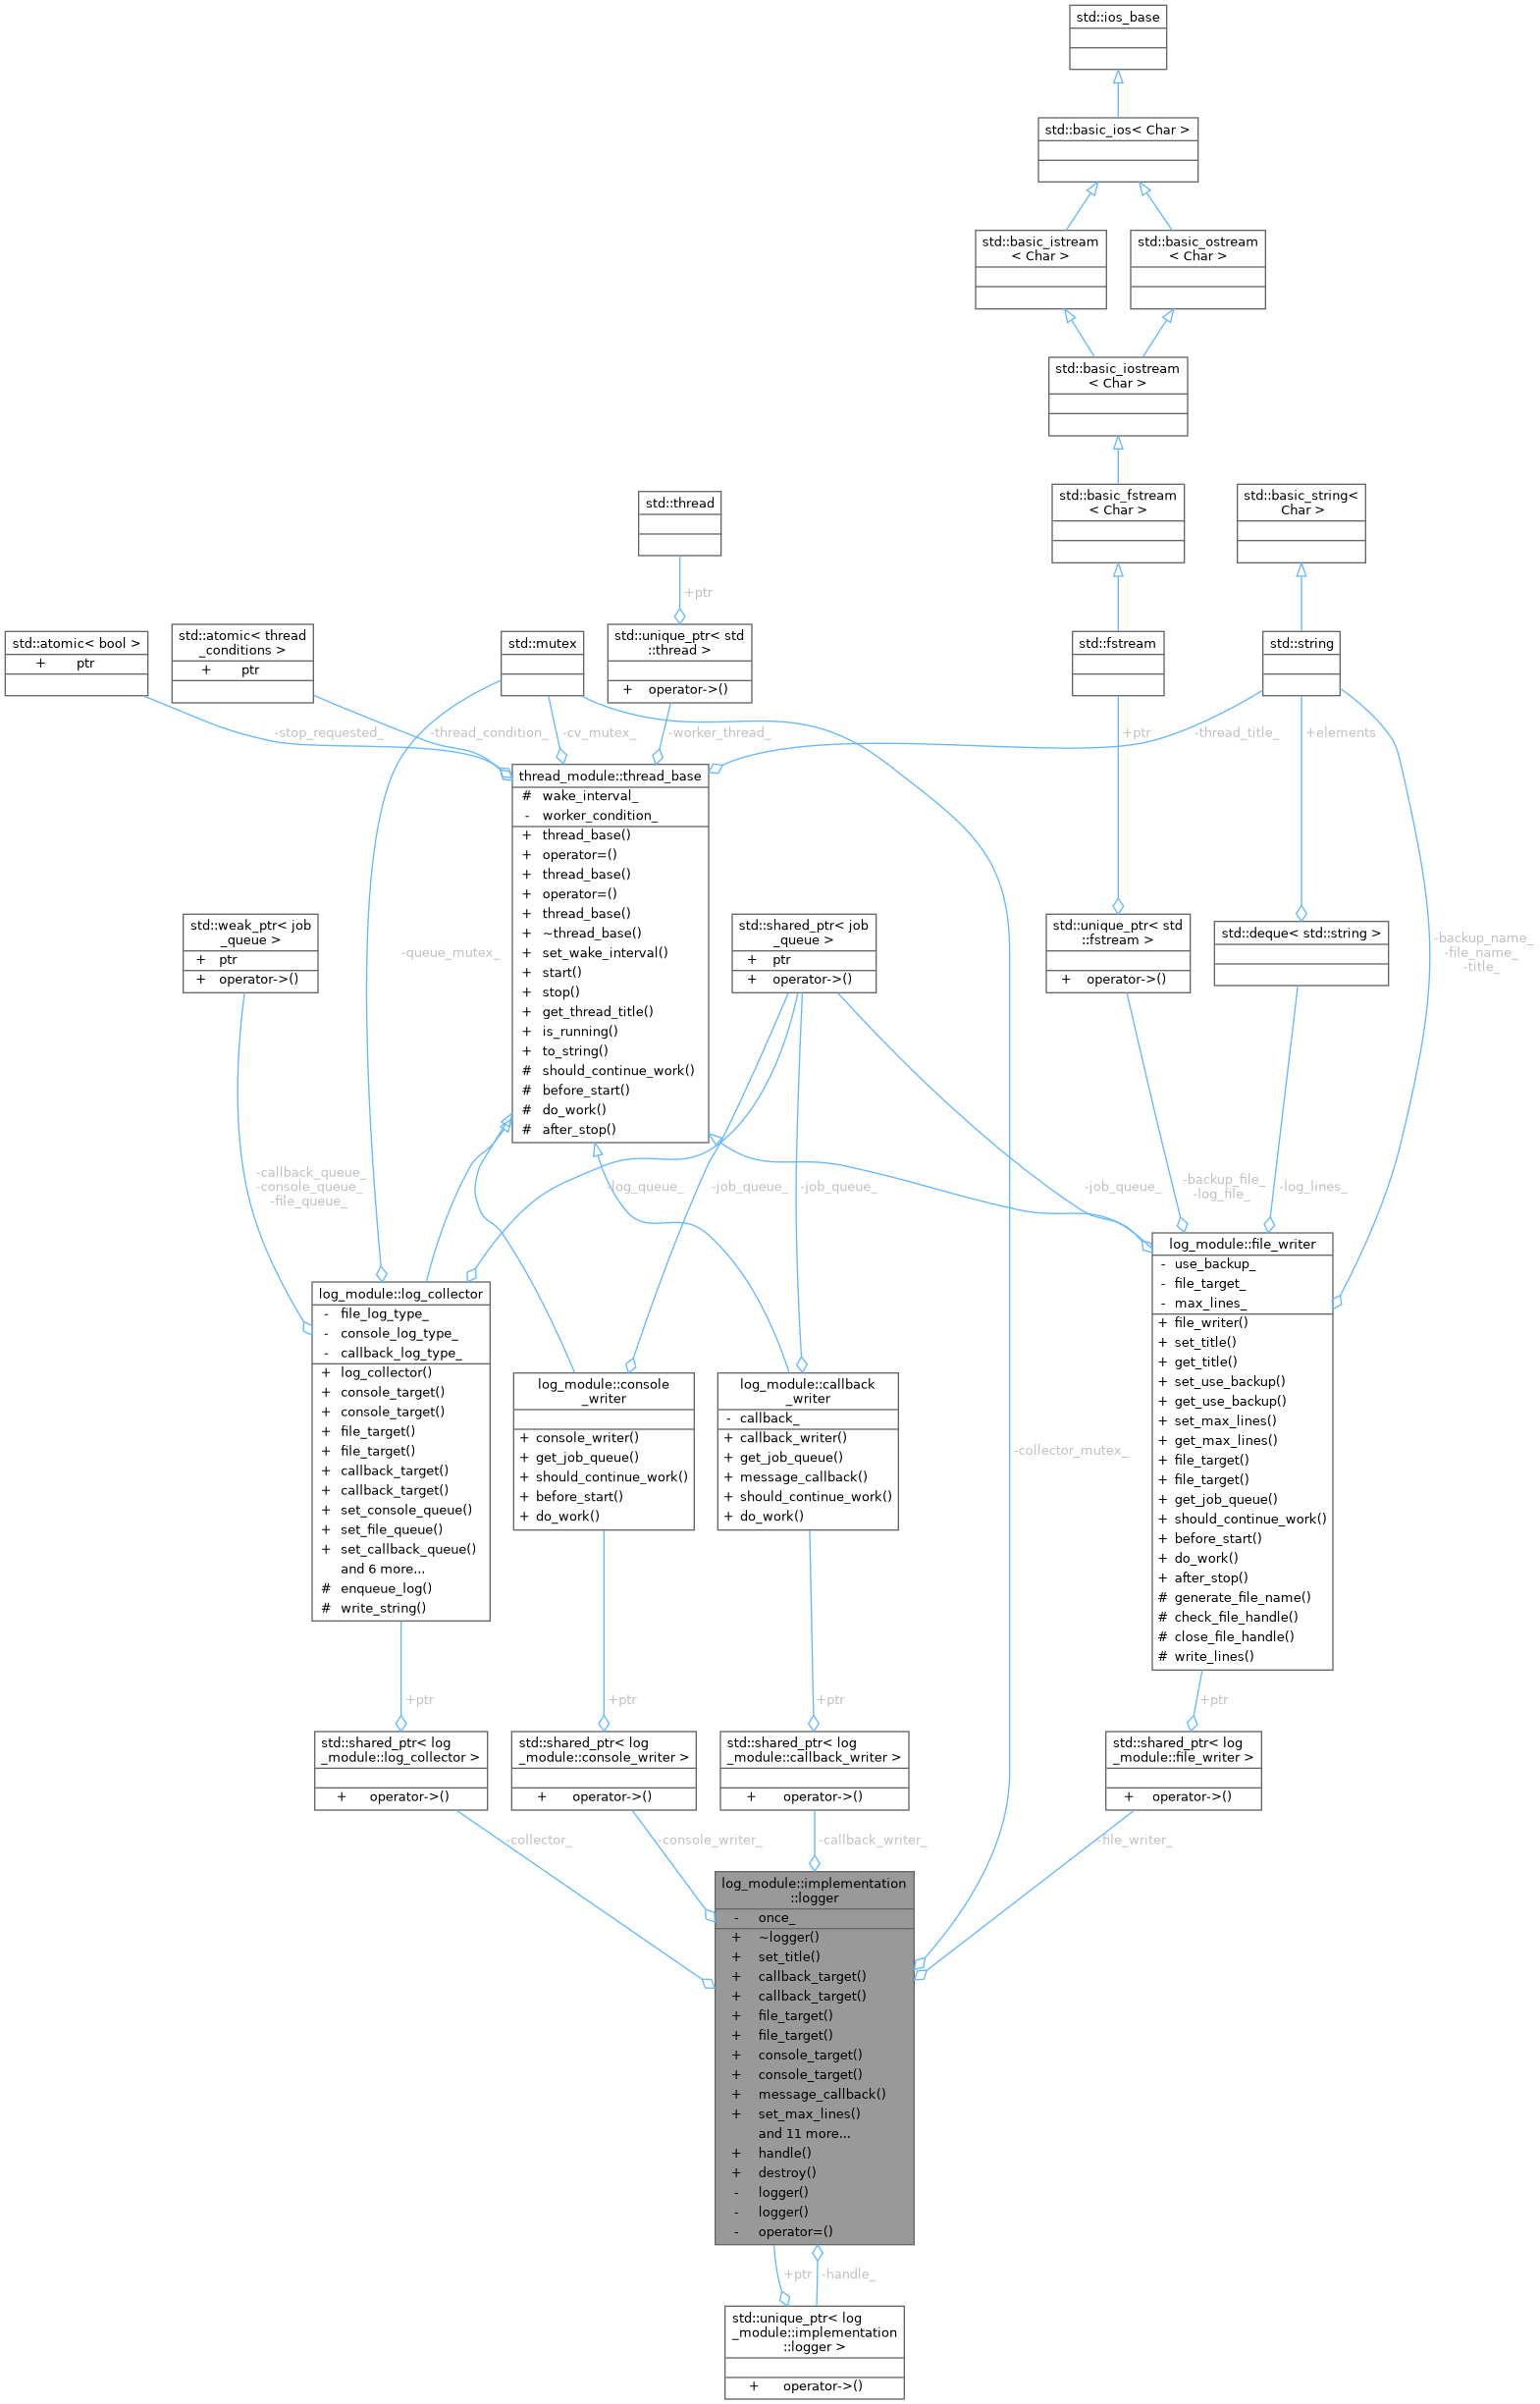 std::ios_base
std::basic_ios< Char >
std::basic_istream
< Char >
std::basic_ostream
< Char >
std::basic_iostream
< Char >
std::basic_fstream
< Char >
std::basic_string<
Char >
std::thread
+ptr
std::atomic< bool >
+ ptr
std::atomic< thread
_conditions >
+ ptr
std::mutex
std::unique_ptr< std
::thread >
+ operator->()
std::fstream
std::string
-stop_requested_
-thread_condition_
-cv_mutex_
-worker_thread_
+ptr
-thread_title_
+elements
thread_module::thread_base
# wake_interval_
- worker_condition_
+ thread_base()
+ operator=()
+ thread_base()
+ operator=()
+ thread_base()
+ ~thread_base()
+ set_wake_interval()
+ start()
+ stop()
+ get_thread_title()
+ is_running()
+ to_string()
# should_continue_work()
# before_start()
# do_work()
# after_stop()
std::weak_ptr< job
_queue >
+ ptr
+ operator->()
-queue_mutex_
std::shared_ptr< job
_queue >
+ ptr
+ operator->()
std::unique_ptr< std
::fstream >
+ operator->()
std::deque< std::string >
-backup_name_
-file_name_
-title_
-callback_queue_
-console_queue_
-file_queue_
-log_queue_
-job_queue_
-job_queue_
-job_queue_
-backup_file_
-log_file_
-log_lines_
log_module::log_collector
- file_log_type_
- console_log_type_
- callback_log_type_
+ log_collector()
+ console_target()
+ console_target()
+ file_target()
+ file_target()
+ callback_target()
+ callback_target()
+ set_console_queue()
+ set_file_queue()
+ set_callback_queue()
and 6 more...
# enqueue_log()
# write_string()
log_module::console
_writer
+ console_writer()
+ get_job_queue()
+ should_continue_work()
+ before_start()
+ do_work()
log_module::callback
_writer
- callback_
+ callback_writer()
+ get_job_queue()
+ message_callback()
+ should_continue_work()
+ do_work()
-collector_mutex_
log_module::file_writer
- use_backup_
- file_target_
- max_lines_
+ file_writer()
+ set_title()
+ get_title()
+ set_use_backup()
+ get_use_backup()
+ set_max_lines()
+ get_max_lines()
+ file_target()
+ file_target()
+ get_job_queue()
+ should_continue_work()
+ before_start()
+ do_work()
+ after_stop()
# generate_file_name()
# check_file_handle()
# close_file_handle()
# write_lines()
+ptr
+ptr
+ptr
+ptr
std::shared_ptr< log
_module::log_collector >
+ operator->()
std::shared_ptr< log
_module::console_writer >
+ operator->()
std::shared_ptr< log
_module::callback_writer >
+ operator->()
std::shared_ptr< log
_module::file_writer >
+ operator->()
-collector_
-console_writer_
-callback_writer_
-file_writer_
log_module::implementation
::logger
- once_
+ ~logger()
+ set_title()
+ callback_target()
+ callback_target()
+ file_target()
+ file_target()
+ console_target()
+ console_target()
+ message_callback()
+ set_max_lines()
and 11 more...
+ handle()
+ destroy()
- logger()
- logger()
- operator=()
+ptr
-handle_
std::unique_ptr< log
_module::implementation
::logger >
+ operator->()